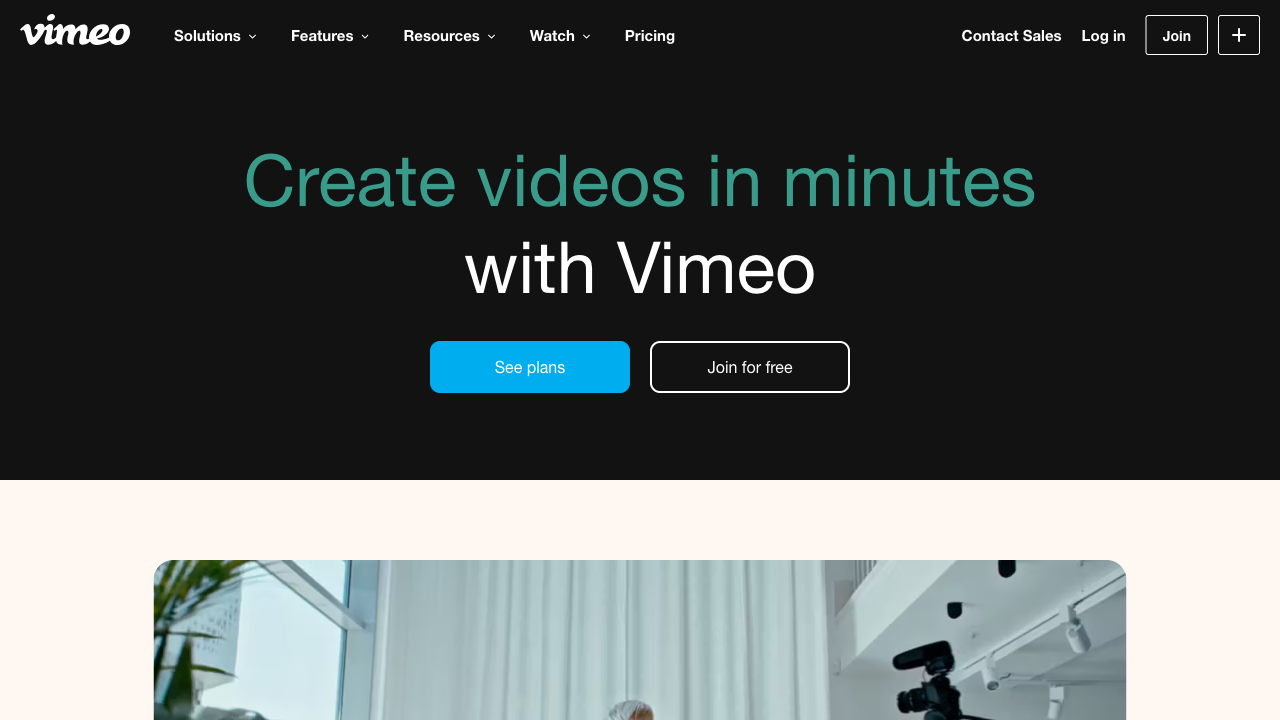 vimeo
Solutions
Features
Resources
Watch
Pricing
Contact Sales
Log in
Join
Create videos in minutes
with Vimeo
See plans
Join for free